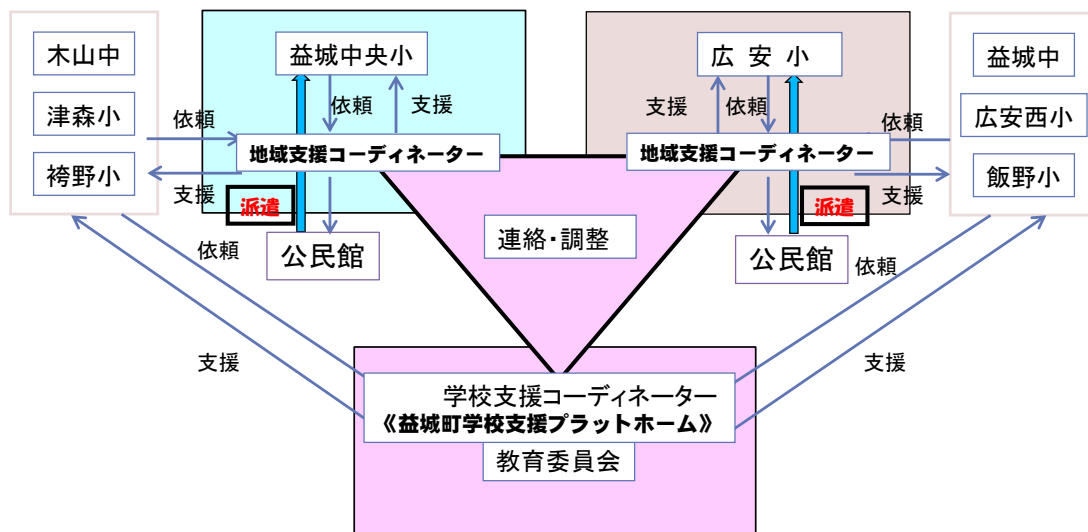 木山中
津森小
袴野小
益城中央小
依頼
支援
依頼
支援
地域支援コーディネーター
派遣
公民館
依頼
支援
広 安 小
支援
依頼
地域支援コーディネーター
派遣
公民館
益城中
広安西小
飯野小
依頼
支援
依頼
支援
連絡・調整
学校支援コーディネーター
《益城町学校支援プラットホーム》
教育委員会